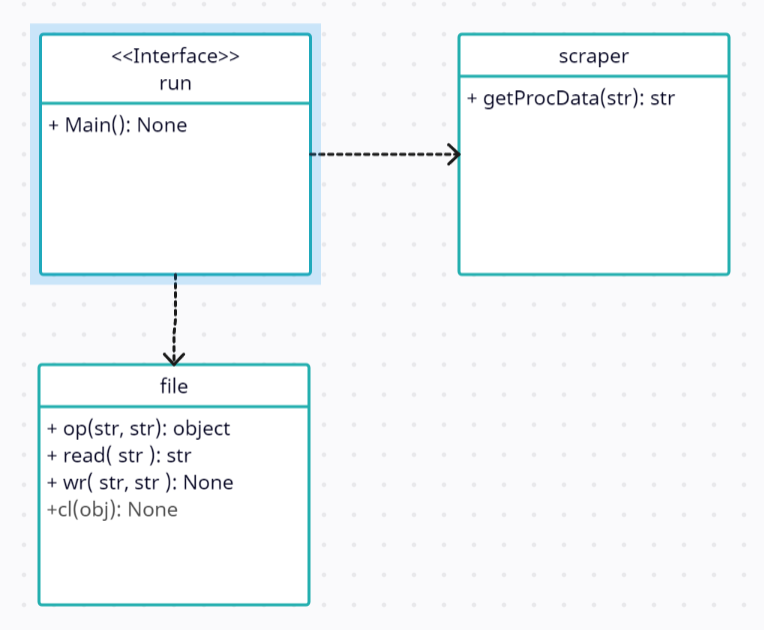 <<Interface>>
run
+ Main(): None
scraper
+ getProcData(str): str
file
+ op(str, str): object
+ read( str ): str
+ wr( str, str ): None
+cl(obj): None